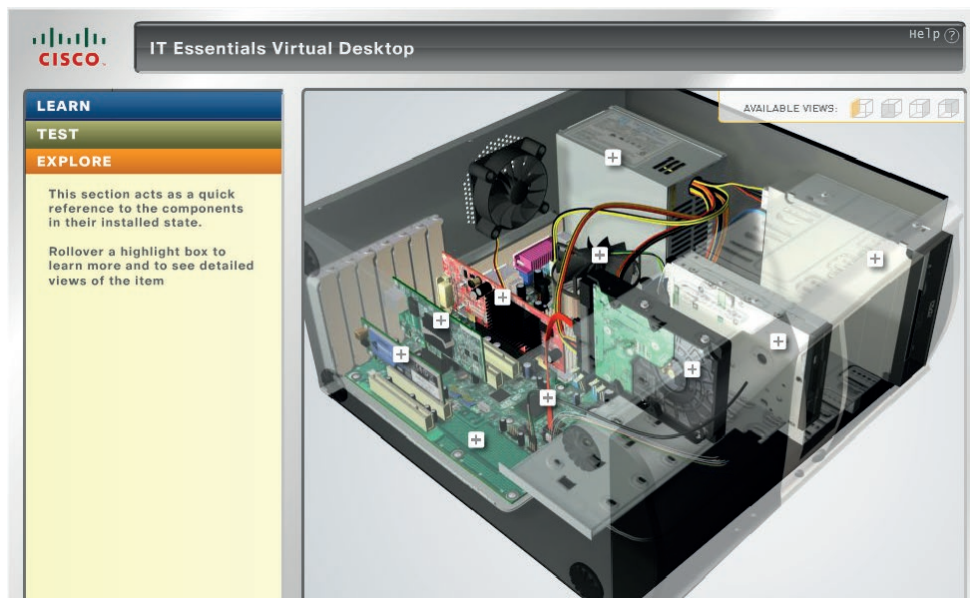 CISCO
IT Essentials Virtual Desktop
Help ?
LEARN
TEST
EXPLORE
This section acts as a quick
reference to the components
in their installed state.
Rollover a highlight box to
learn more and to see detailed
views of the item
AVAILABLE VIEWS: